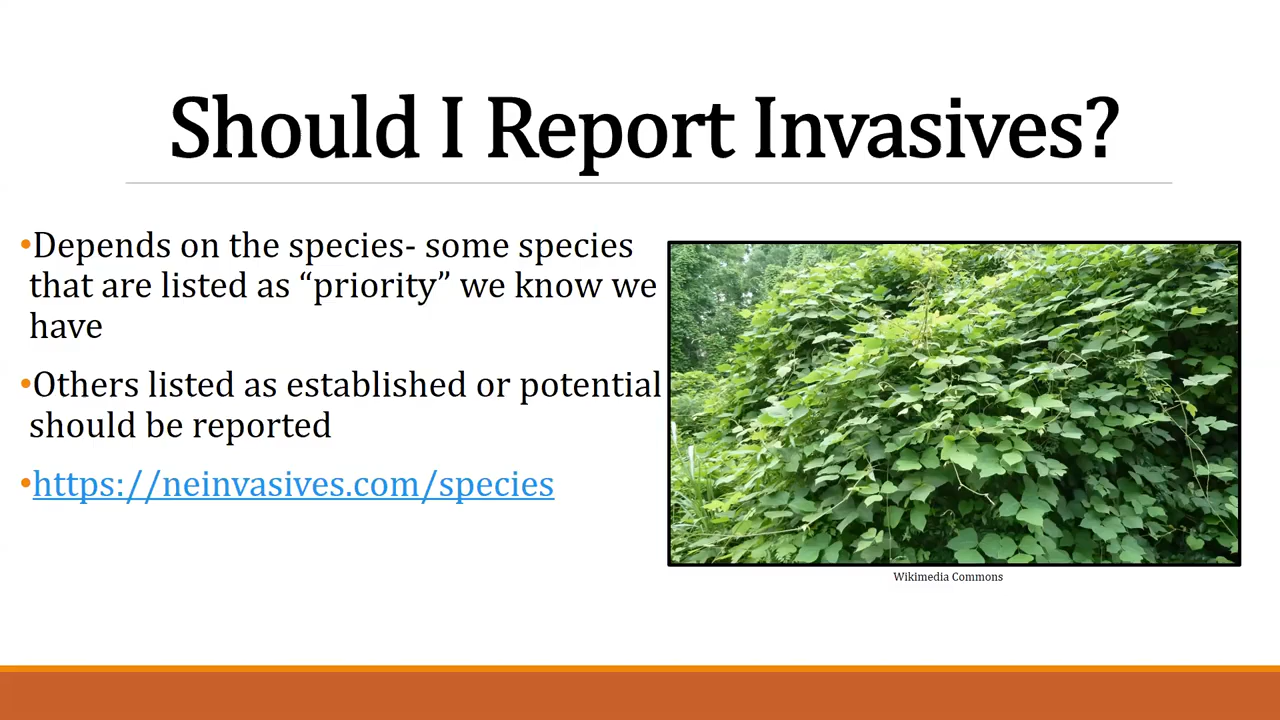 Should I Report Invasives?
•Depends on the species- some species
that are listed as “priority” we know we
have
•Others listed as established or potential
should be reported
•https://neinvasives.com/species
Wikimedia Commons